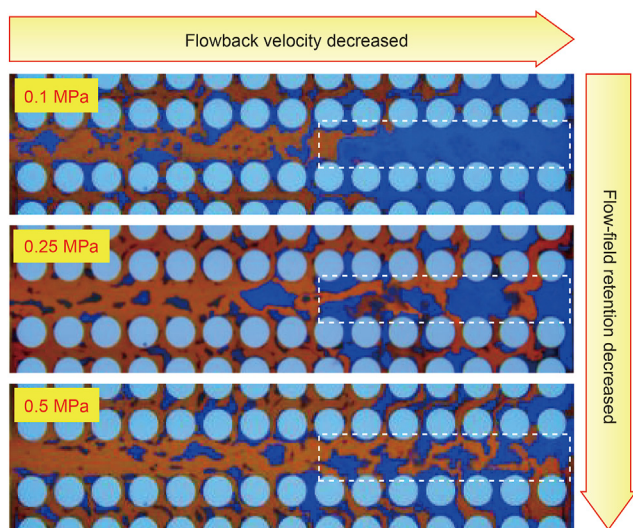 Flowback velocity decreased
0.1 MPa
0.25 MPa
0.5 MPa
Flow-field retention decreased